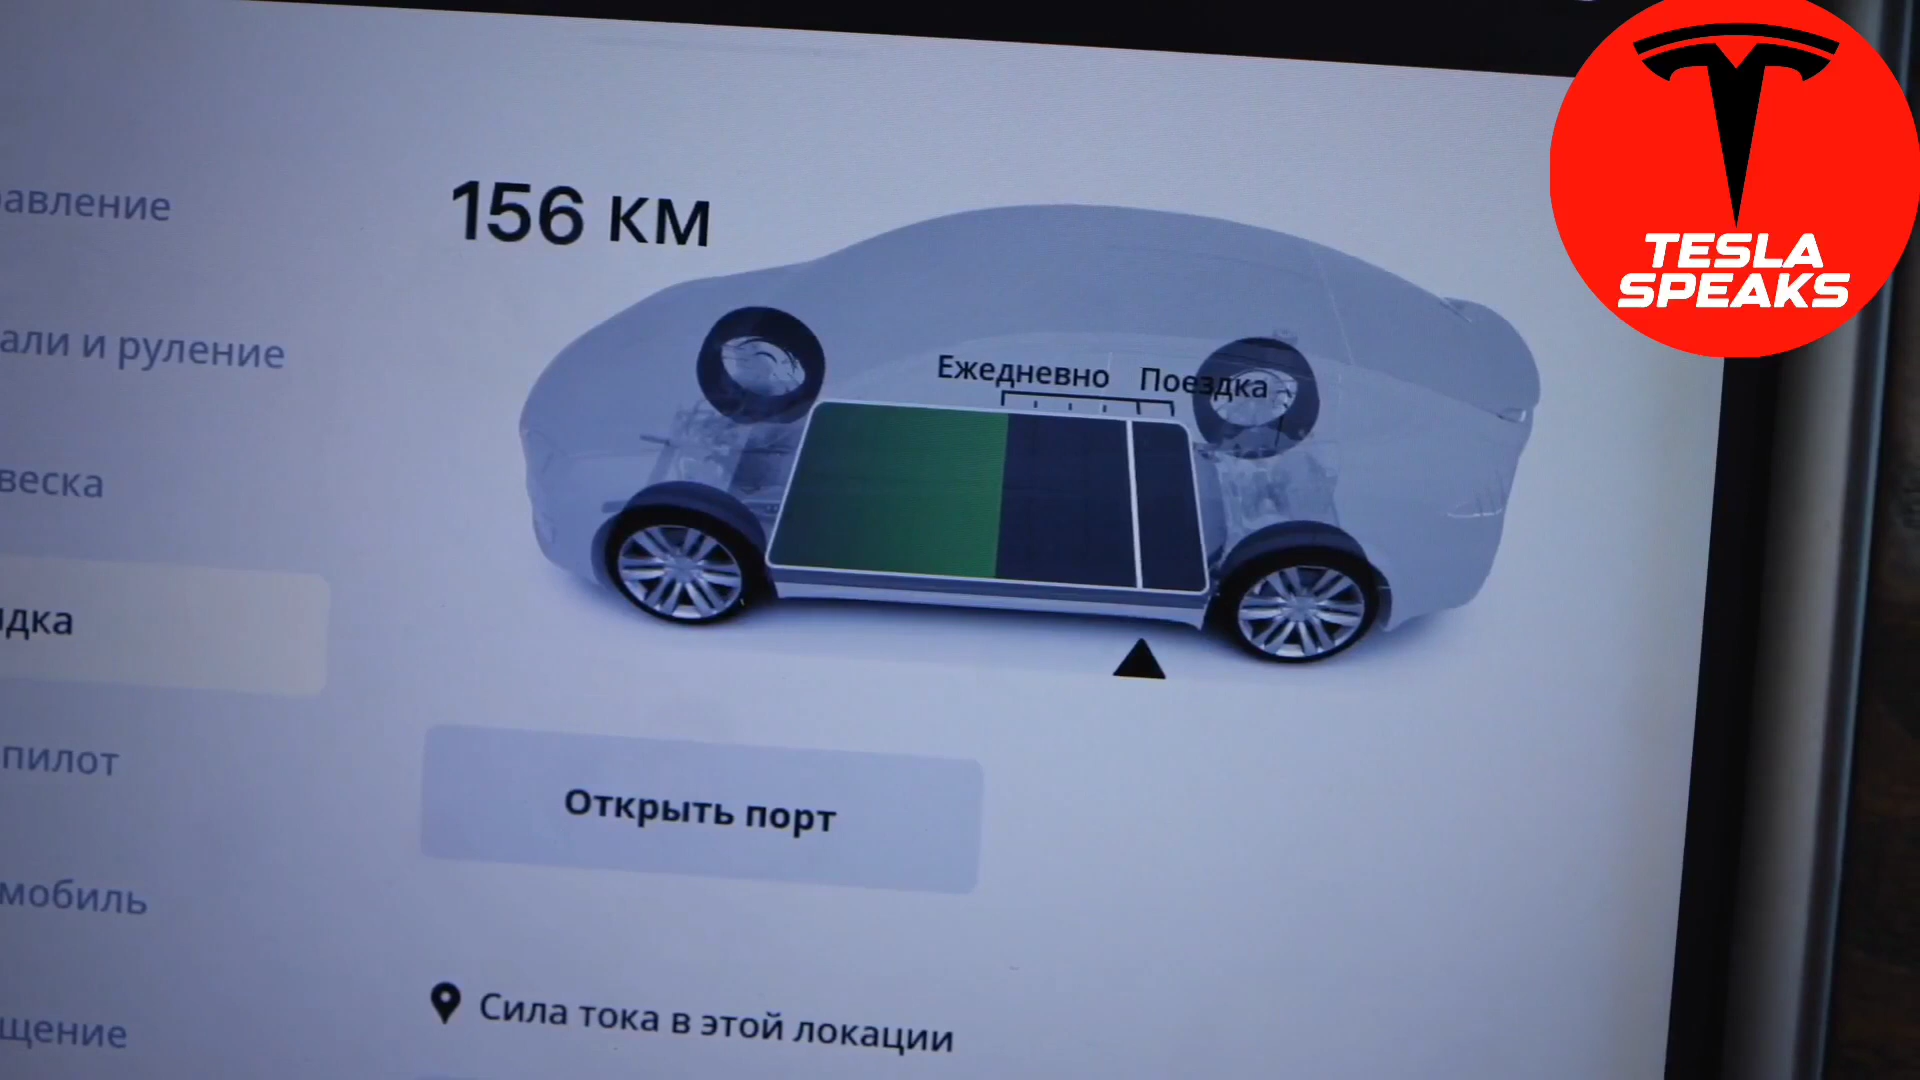 TESLA
SPEAKS
156 км
Ежедневно Поездка
авление
али и руление
веска
дка
пилот
мобиль
щение
Открыть порт
Сила тока в этой локации